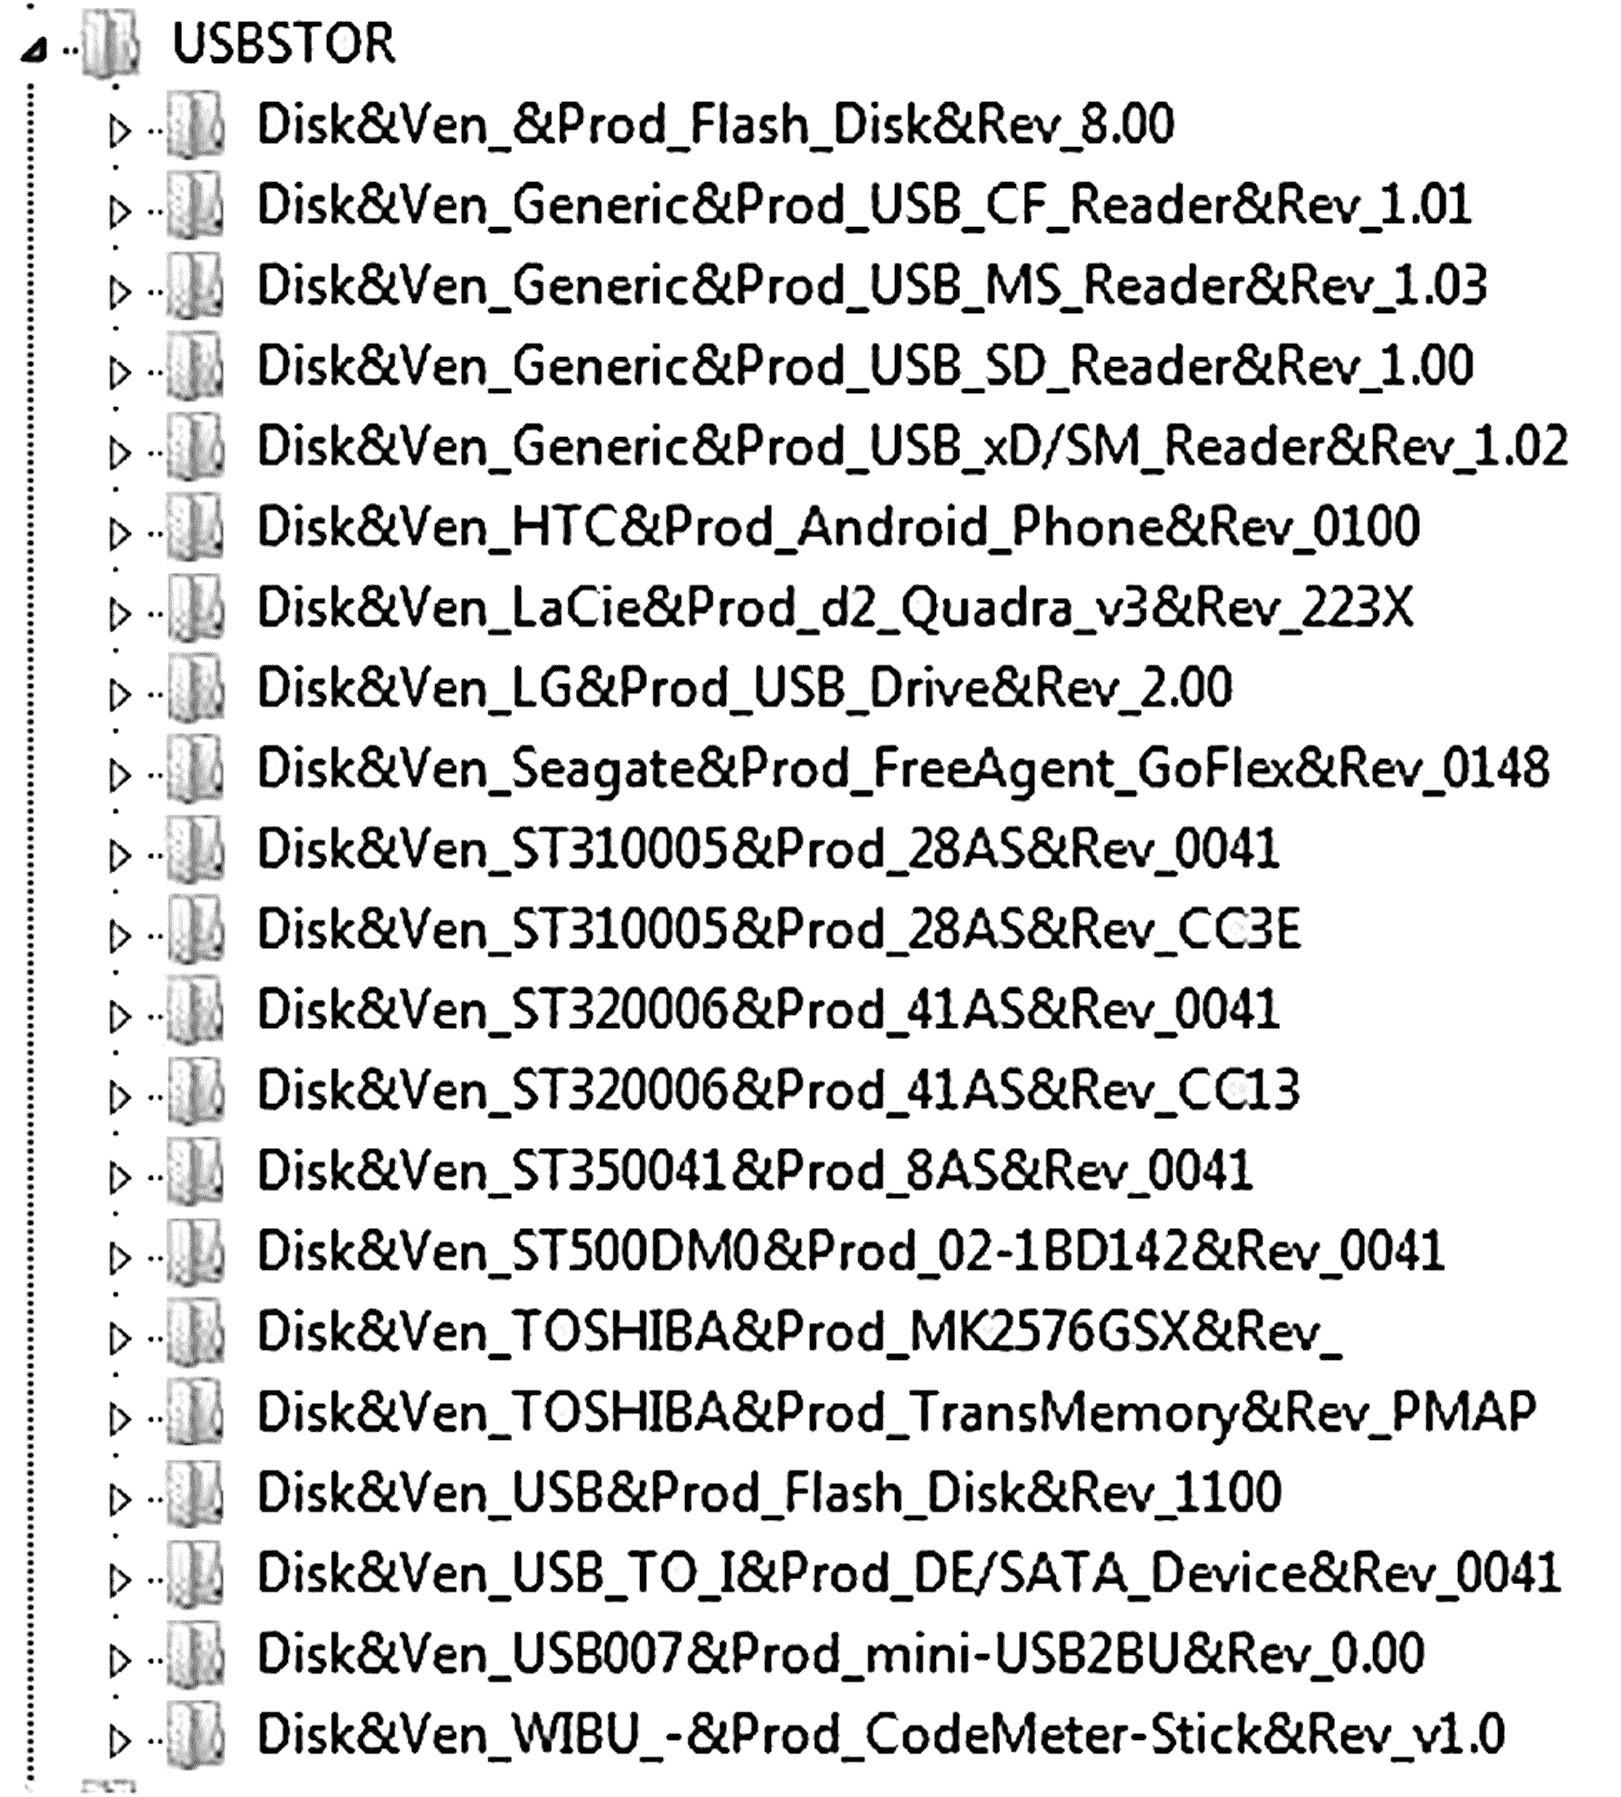 USBSTOR
Disk&Ven_&Prod_Flash_Disk&Rev_8.00
Disk&Ven_Generic&Prod_USB_CF_Reader&Rev_1.01
Disk&Ven_Generic&Prod_USB_MS_Reader&Rev_1.03
Disk&Ven_Generic&Prod_USB_SD_Reader&Rev_1.00
Disk&Ven_Generic&Prod_USB_xD/SM_Reader&Rev_1.02
Disk&Ven_HTC&Prod_Android_Phone&Rev_0100
Disk&Ven_LaCie&Prod_d2_Quadra_v3&Rev_223X
Disk&Ven_LG&Prod_USB_Drive&Rev_2.00
Disk&Ven_Seagate&Prod_FreeAgent_GoFlex&Rev_0148
Disk&Ven_ST310005&Prod_28AS&Rev_0041
Disk&Ven_ST310005&Prod_28AS&Rev_CC3E
Disk&Ven_ST320006&Prod_41AS&Rev_0041
Disk&Ven_ST320006&Prod_41AS&Rev_CC13
Disk&Ven_ST350041&Prod_8AS&Rev_0041
Disk&Ven_ST500DM0&Prod_02-1BD142&Rev_0041
Disk&Ven_TOSHIBA&Prod_MK2576GSX&Rev_
Disk&Ven_TOSHIBA&Prod_TransMemory&Rev_PMAP
Disk&Ven_USB&Prod_Flash_Disk&Rev_1100
Disk&Ven_USB_TO_I&Prod_DE/SATA_Device&Rev_0041
Disk&Ven_USB007&Prod_mini-USB2BU&Rev_0.00
Disk&Ven_WIBU_-&Prod_CodeMeter-Stick&Rev_v1.0